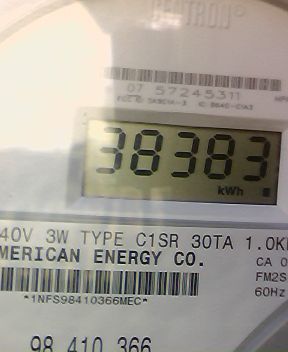 CENTRON®
07 57245311
38383
kWh
40V 3W TYPE C1SR 30TA 1.0K
MERICAN ENERGY CO.
CA 0
FM2S
60Hz
*1NFS98410366MEC*
98 410 366